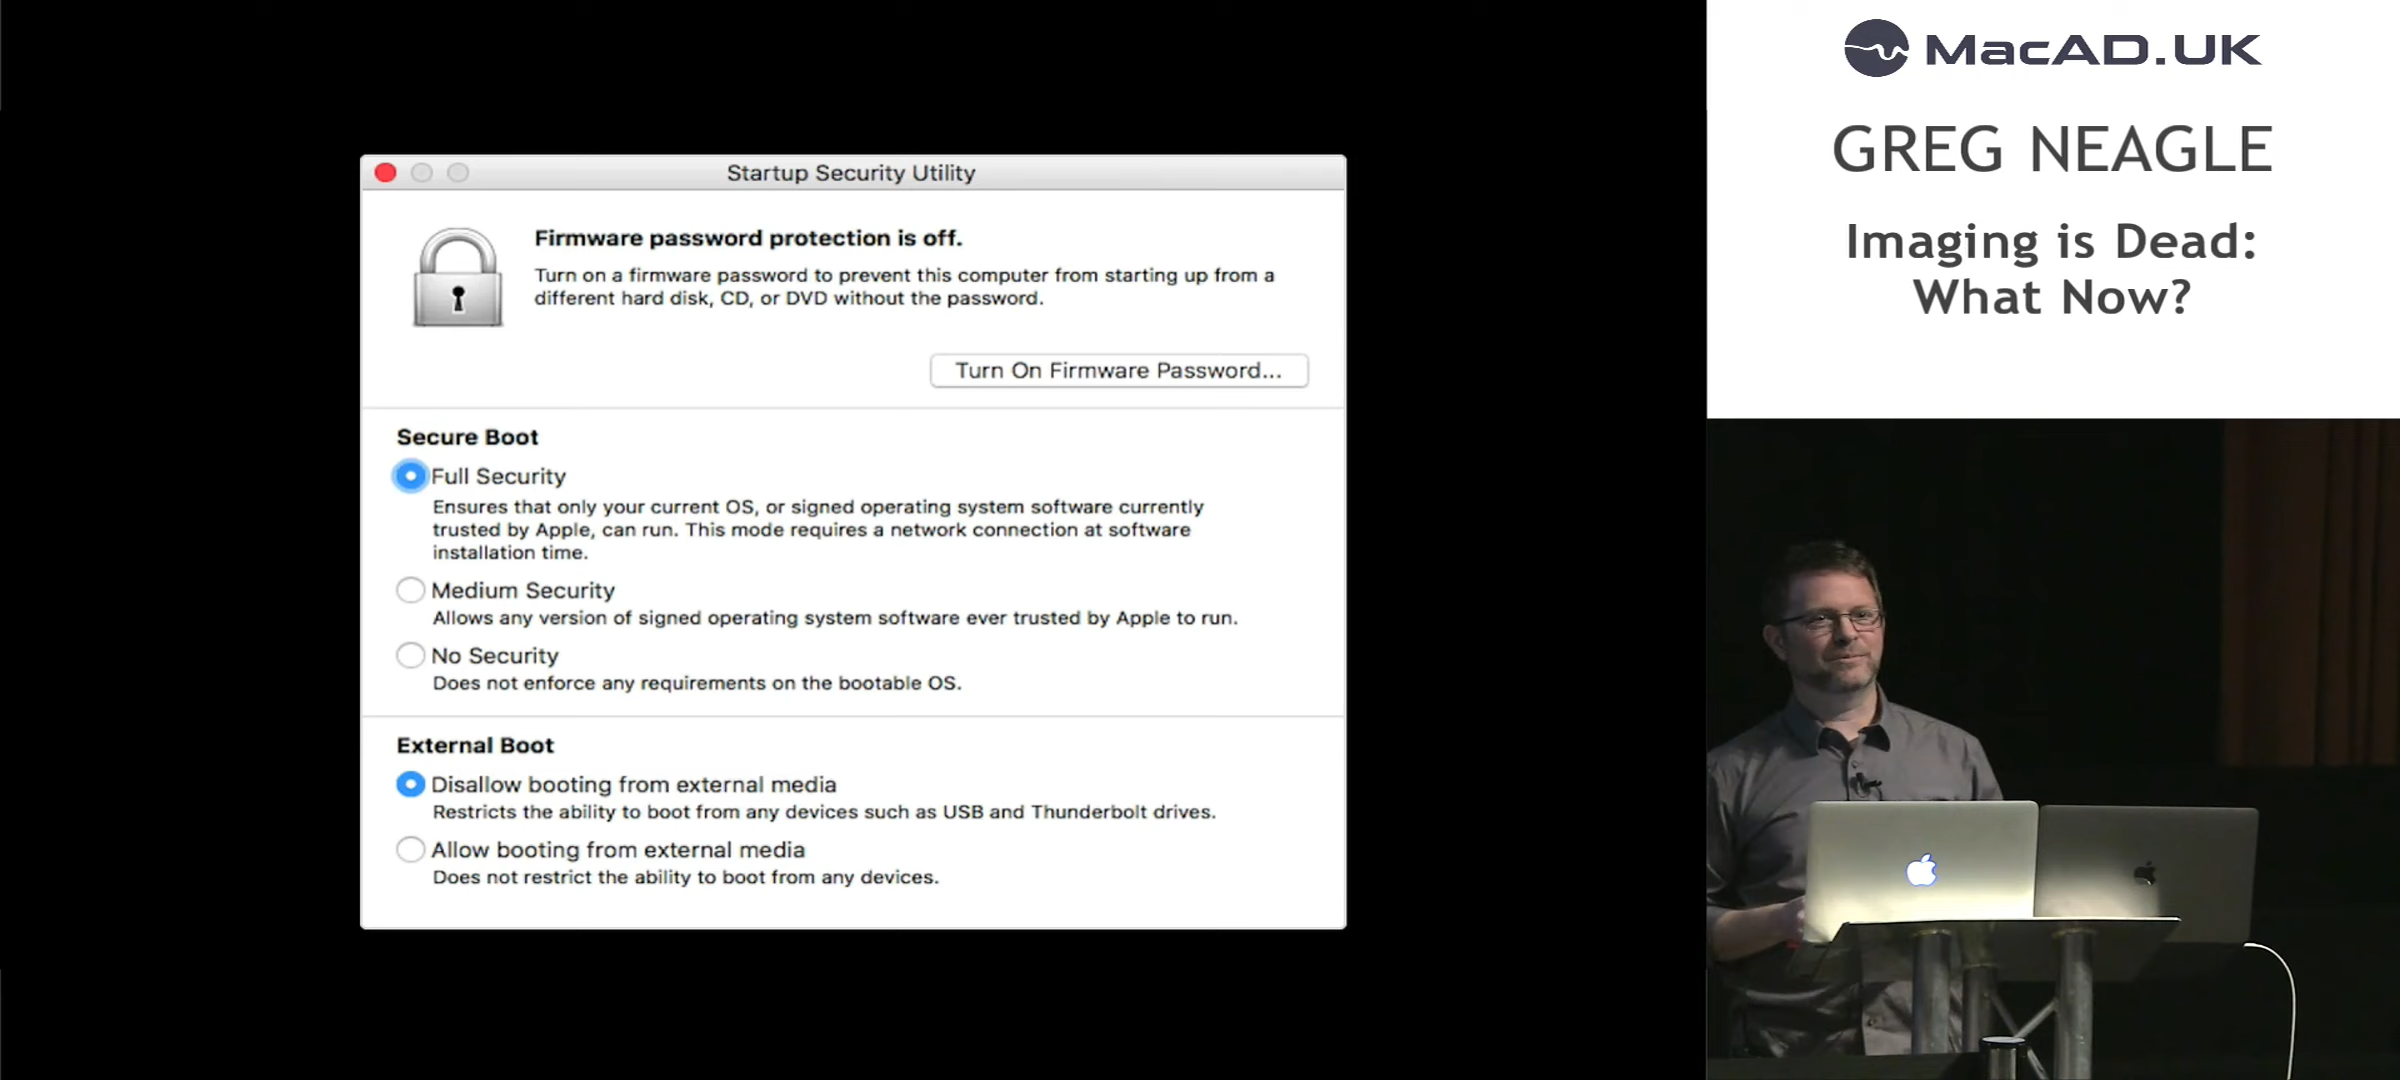 Startup Security Utility
Firmware password protection is off.
Turn on a firmware password to prevent this computer from starting up from a
different hard disk, CD, or DVD without the password.
Turn On Firmware Password...
Secure Boot
Full Security
Ensures that only your current OS, or signed operating system software currently
trusted by Apple, can run. This mode requires a network connection at software
installation time.
Medium Security
Allows any version of signed operating system software ever trusted by Apple to run.
No Security
Does not enforce any requirements on the bootable OS.
External Boot
Disallow booting from external media
Restricts the ability to boot from any devices such as USB and Thunderbolt drives.
Allow booting from external media
Does not restrict the ability to boot from any devices.
MacAD.UK
GREG NEAGLE
Imaging is Dead:
What Now?